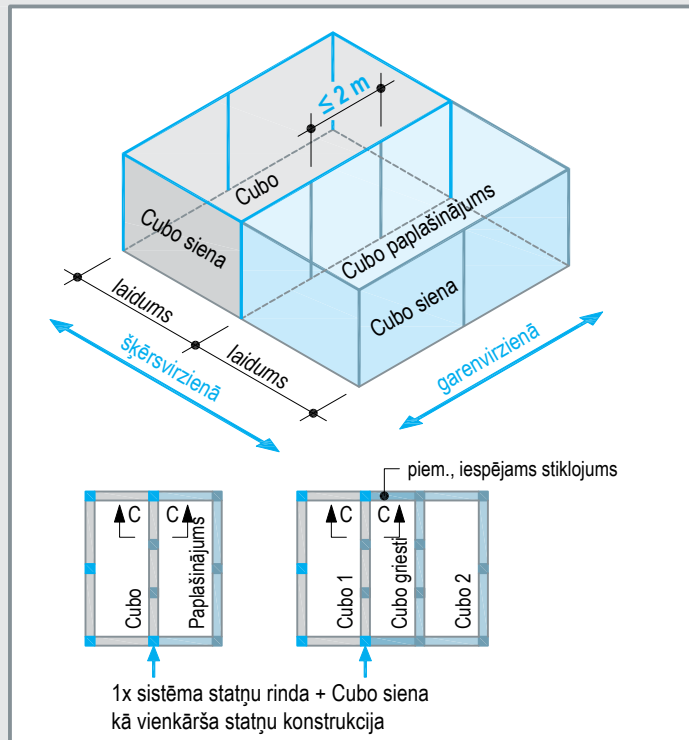 ≤ 2 m
Cubo
Cubo siena
Cubo paplašinājums
Cubo siena
laidums
laidums
šķērsvirzienā
garenvirzienā
piem., iespējams stiklojums
C
C
Cubo
Paplašinājums
C
C
Cubo 1
Cubo griesti
Cubo 2
1x sistēma statņu rinda + Cubo siena
kā vienkārša statņu konstrukcija